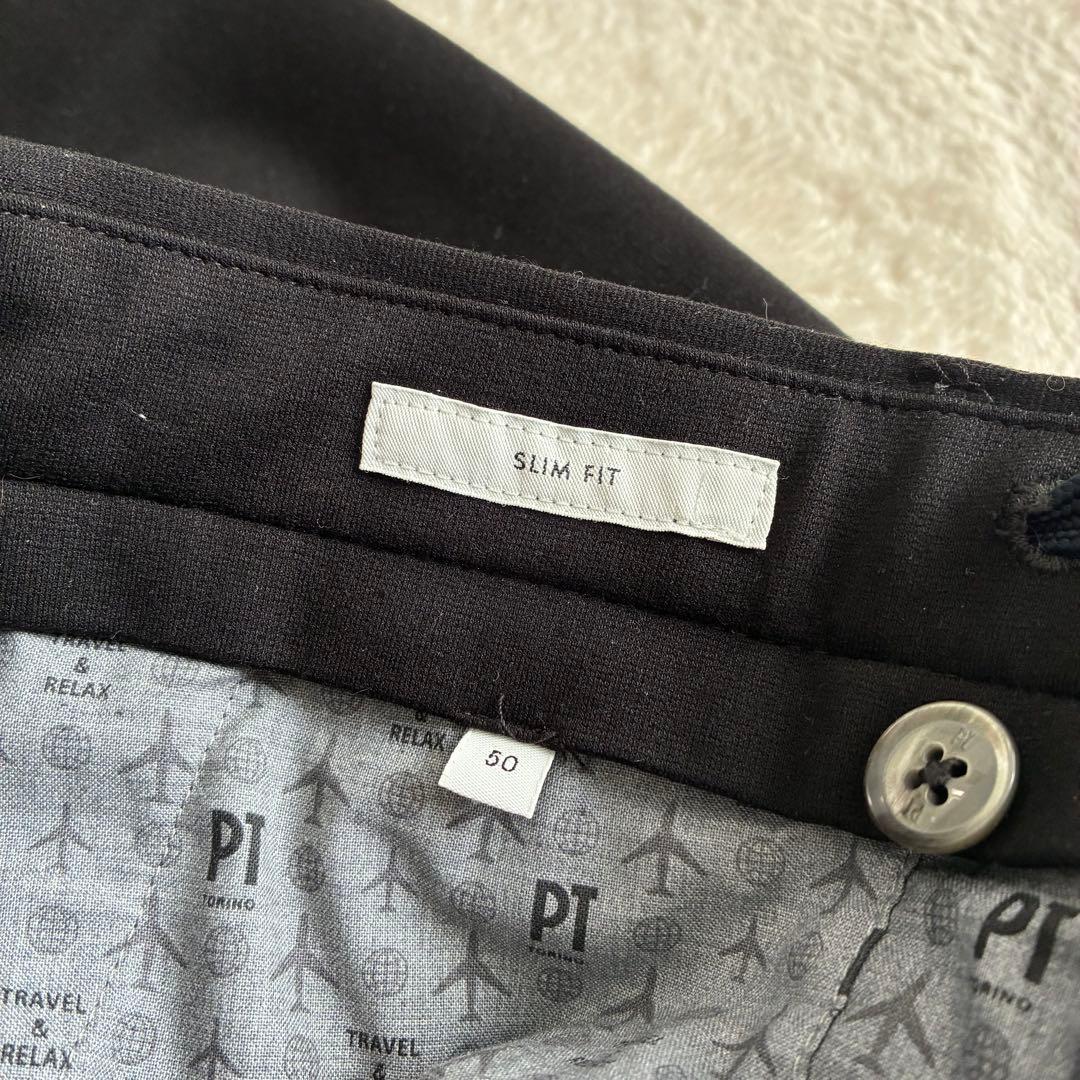 SLIM FIT
TRAVEL
&
RELAX
&
RELAX
50
PT
TORINO
PT
TORINO
PT
TORINO
TRAVEL
&
RELAX
TRAVEL
&